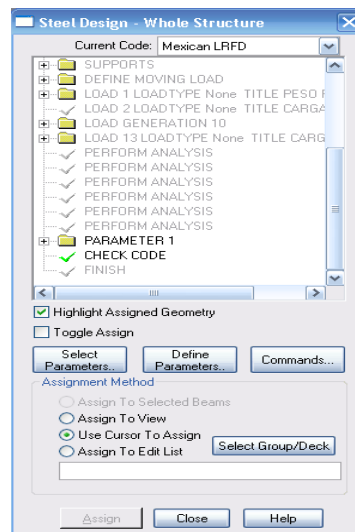 Steel Design - Whole Structure
Current Code: Mexican LRFD
SUPPORTS
DEFINE MOVING LOAD
LOAD 1 LOADTYPE None TITLE PESO
LOAD 2 LOADTYPE None TITLE CARGA
LOAD GENERATION 10
LOAD 13 LOADTYPE None TITLE CARG
PERFORM ANALYSIS
PERFORM ANALYSIS
PERFORM ANALYSIS
PERFORM ANALYSIS
PERFORM ANALYSIS
PARAMETER 1
CHECK CODE
FINISH
Highlight Assigned Geometry
Toggle Assign
Select Parameters..
Define Parameters..
Commands...
Assignment Method
Assign To Selected Beams
Assign To View
Use Cursor To Assign
Assign To Edit List
Select Group/Deck
Assign Close Help